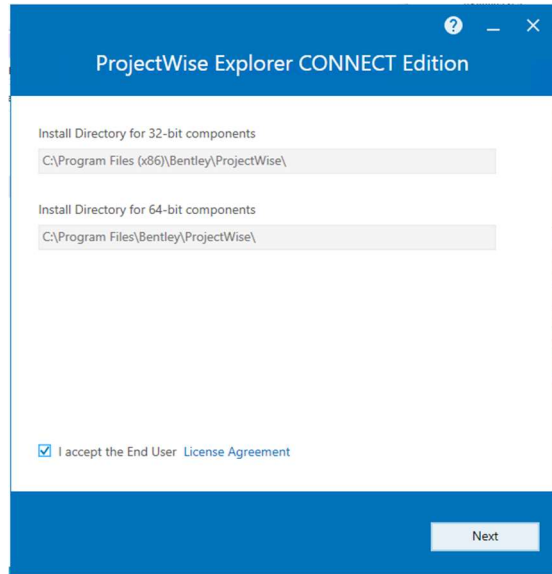 ProjectWise Explorer CONNECT Edition
Install Directory for 32-bit components
C:\Program Files (x86)\Bentley\ProjectWise\
Install Directory for 64-bit components
C:\Program Files\Bentley\ProjectWise\
I accept the End User License Agreement
Next